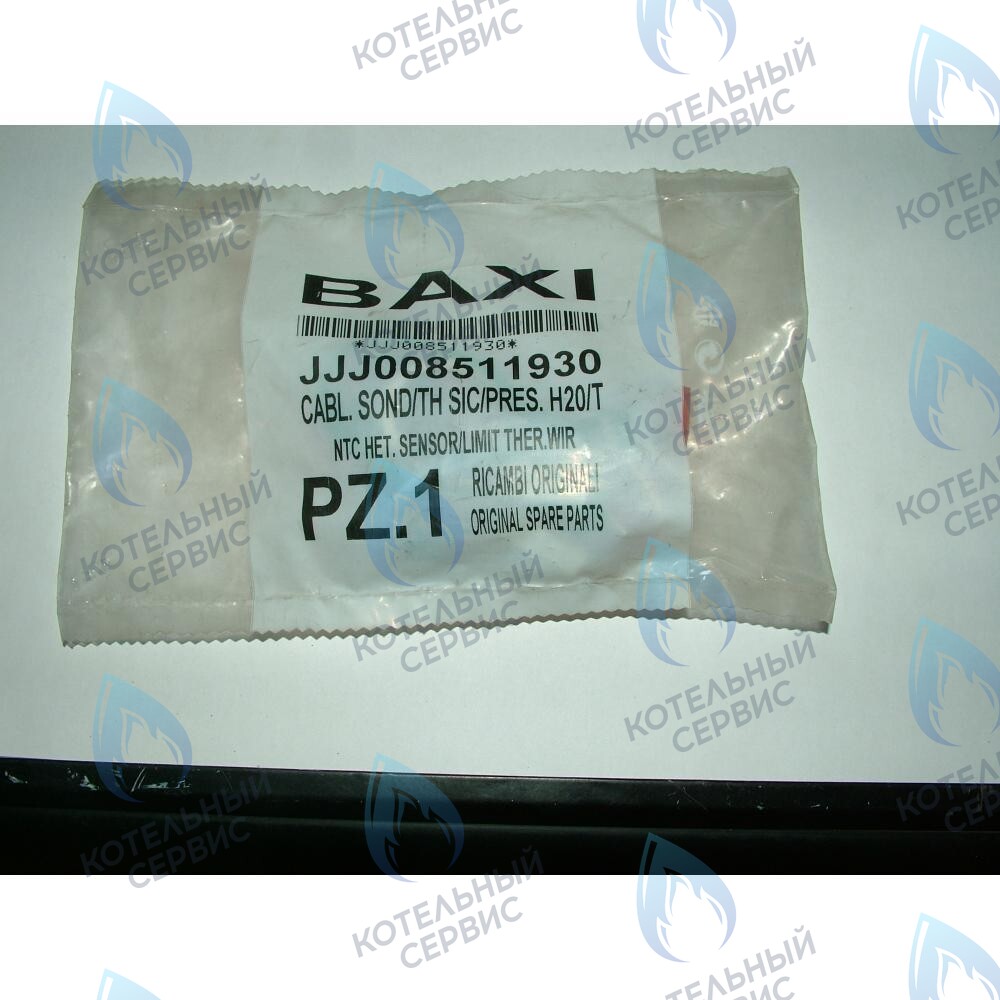 BAXI
*JJJ008511930*
JJJ008511930
CABL. SOND/TH SIC/PRES. H20/T
NTC HET. SENSOR/LIMIT THER.WIR
PZ.1
RICAMBI ORIGINALI
ORIGINAL SPARE PARTS
КОТЕЛЬНЫЙ
СЕРВИС